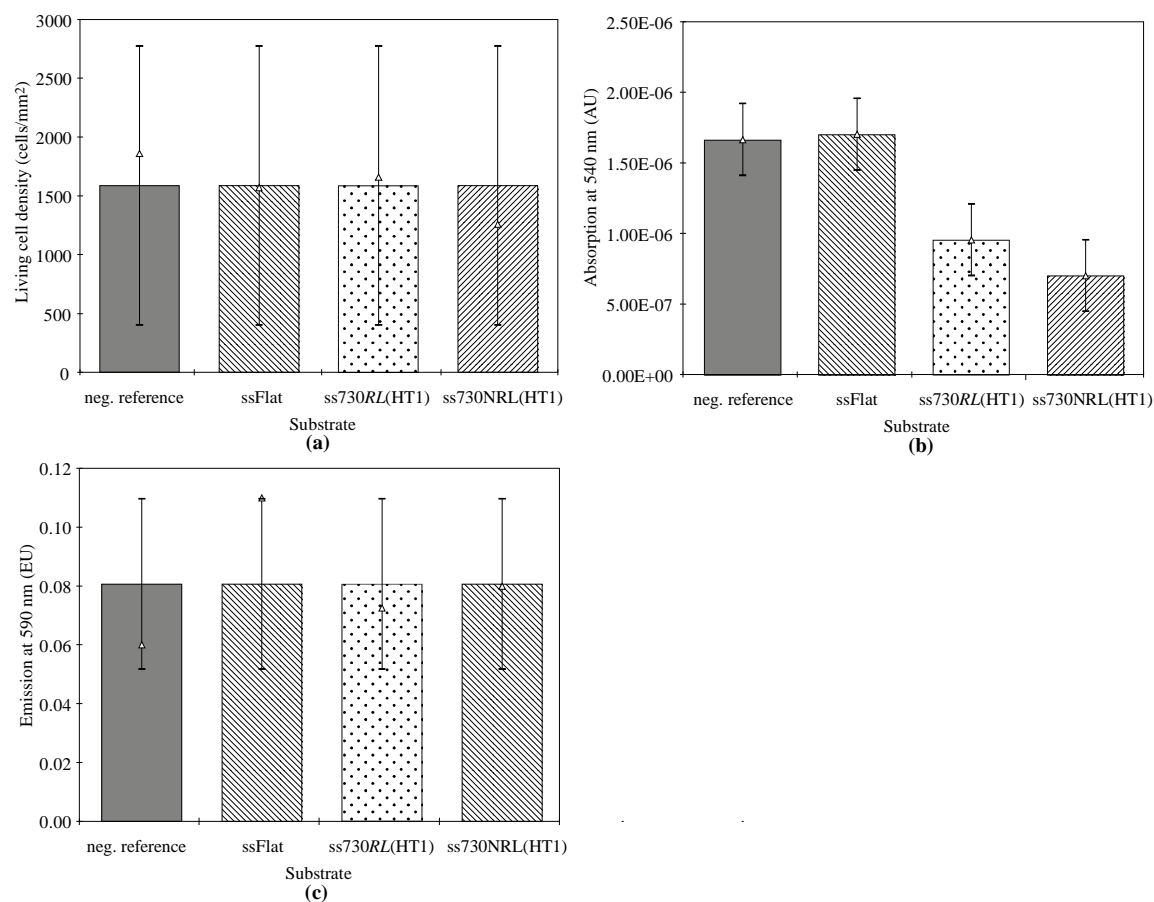 3000
2500
2000
1500
1000
500
0
Living cell density (cells/mm²)
neg. reference ssFlat ss730RL(HT1) ss730NRL(HT1)
Substrate
(a)
2.50E-06
2.00E-06
1.50E-06
1.00E-06
5.00E-07
0.00E+00
Absorption at 540 nm (AU)
neg. reference ssFlat ss730RL(HT1) ss730NRL(HT1)
Substrate
(b)
0.12
0.10
0.08
0.06
0.04
0.02
0.00
Emission at 590 nm (EU)
neg. reference ssFlat ss730RL(HT1) ss730NRL(HT1)
Substrate
(c)